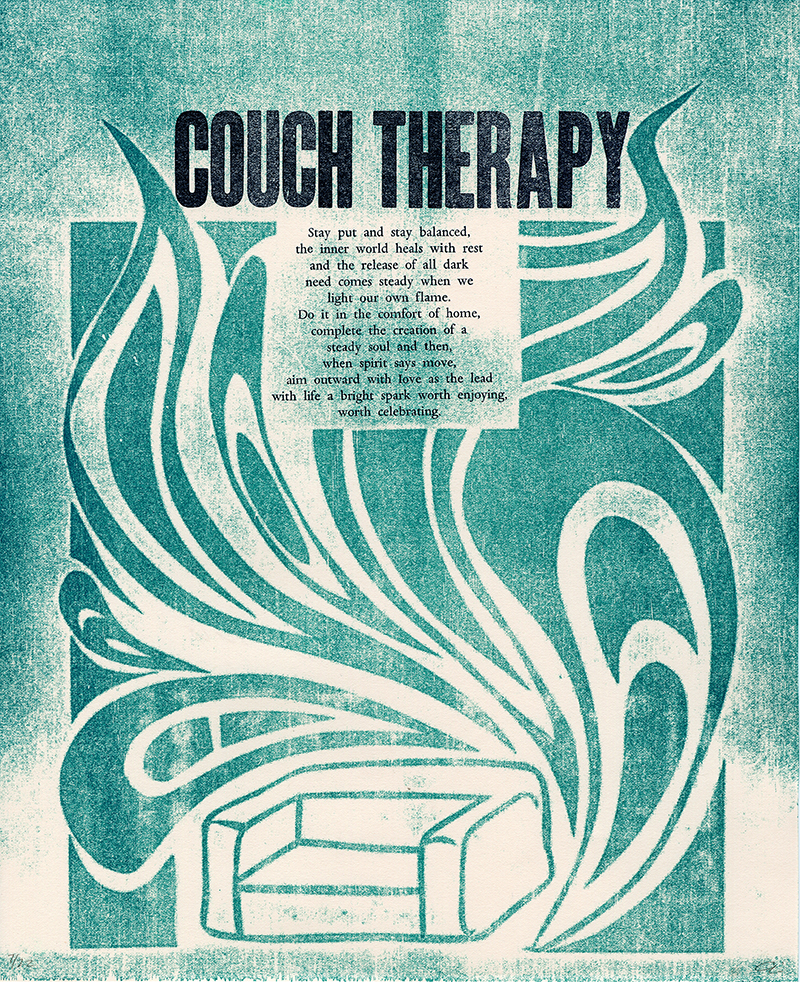 COUCH THERAPY
Stay put and stay balanced,
the inner world heals with rest
and the release of all dark
need comes steady when we
light our own flame.
Do it in the comfort of home,
complete the creation of a
steady soul and then,
when spirit says move,
aim outward with love as the lead
with life a bright spark worth enjoying,
worth celebrating.